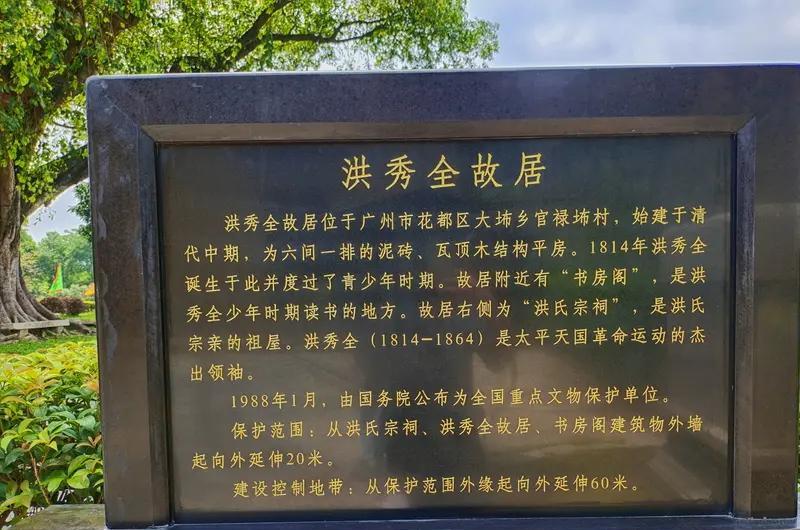 洪秀全故居
洪秀全故居位于广州市花都区大㘵乡官禄㘵村，始建于清
代中期，为六间一排的泥砖、瓦顶木结构平房。1814年洪秀全
诞生于此并度过了青少年时期。故居附近有“书房阁”，是洪
秀全少年时期读书的地方。故居右侧为“洪氏宗祠”，是洪氏
宗亲的祖屋。洪秀全（1814—1864）是太平天国革命运动的杰
出领袖。
1988年1月，由国务院公布为全国重点文物保护单位。
保护范围：从洪氏宗祠、洪秀全故居、书房阁建筑物外墙
起向外延伸20米。
建设控制地带：从保护范围外缘起向外延伸60米。